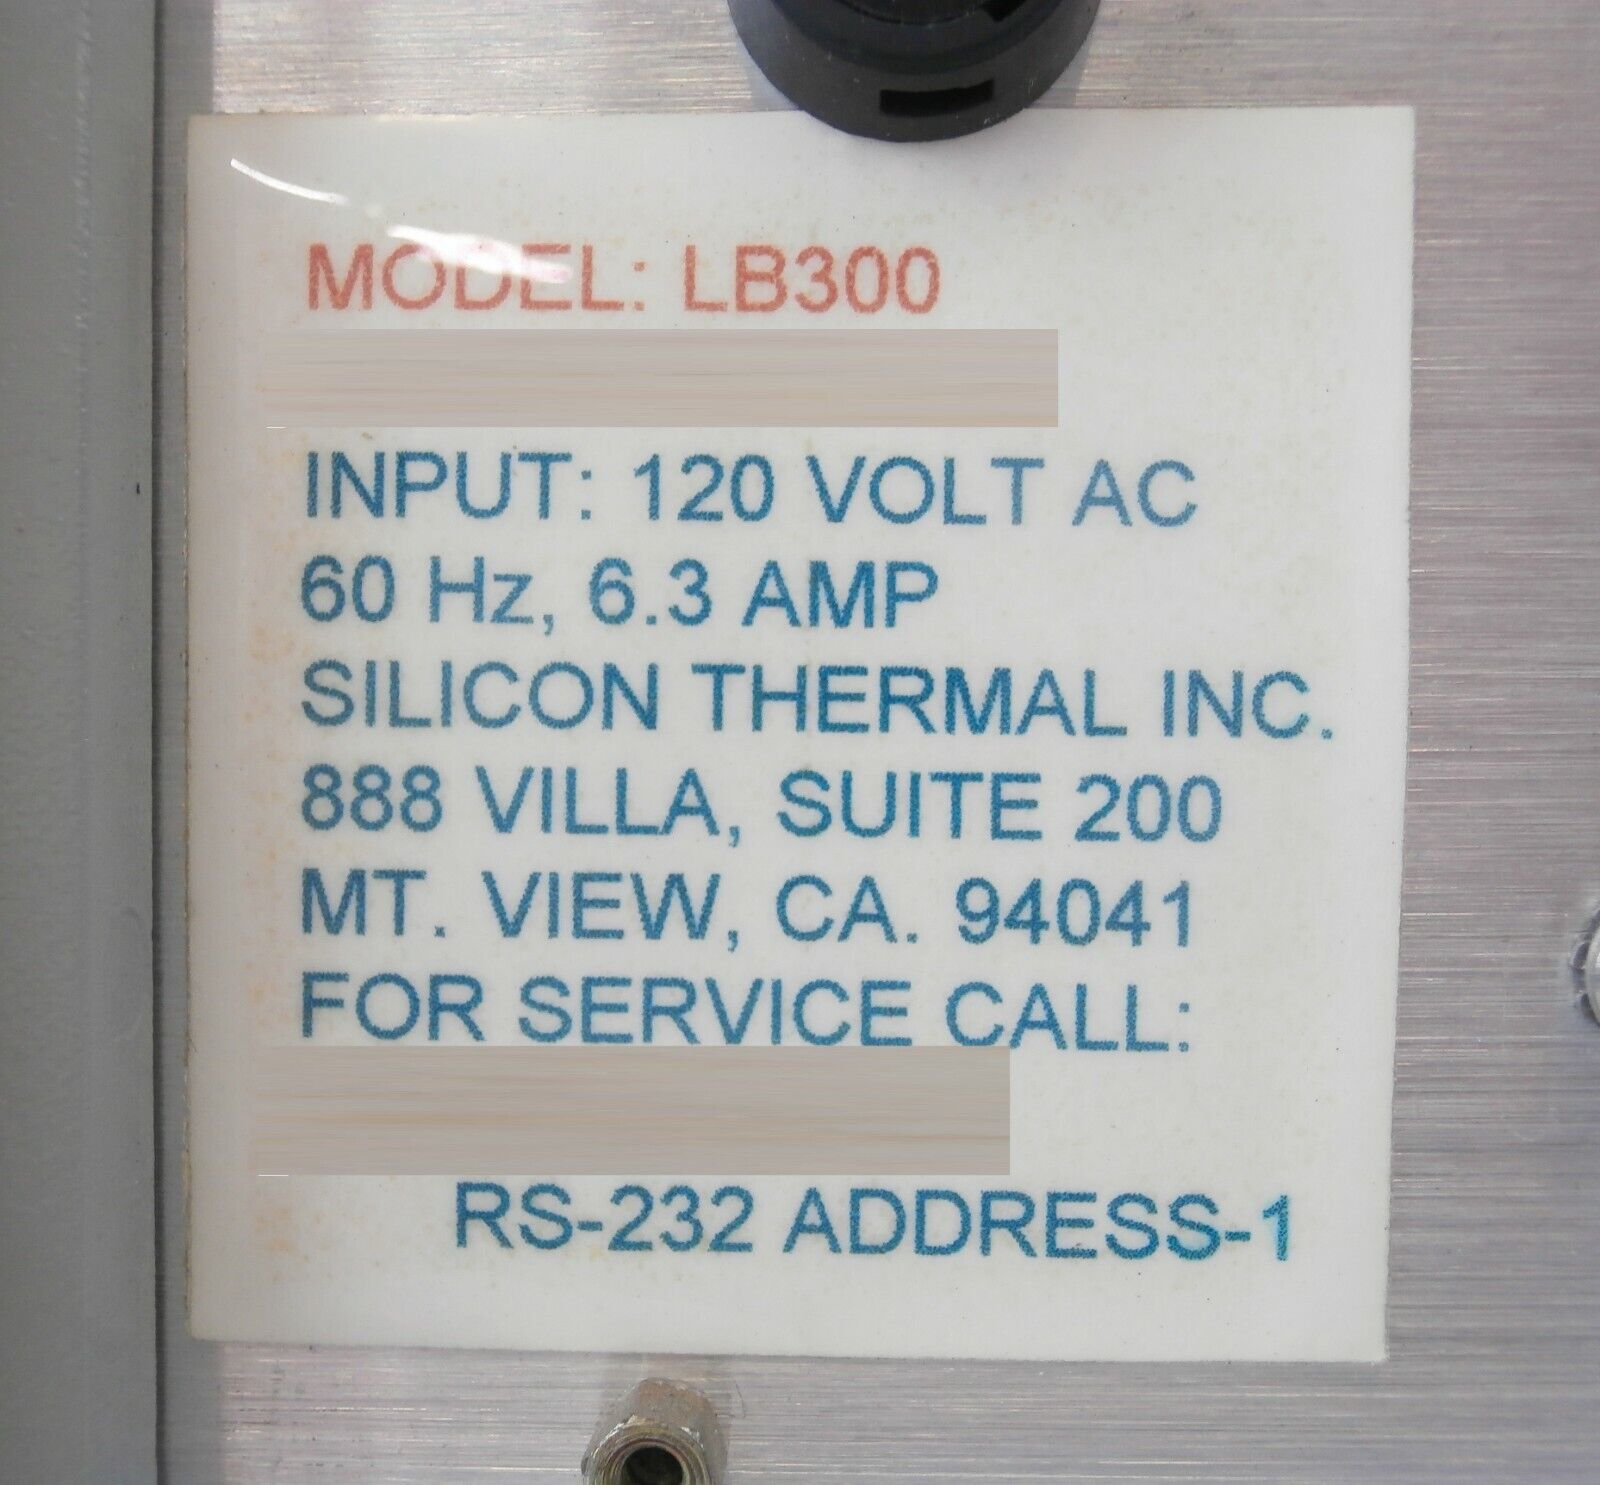 MODEL: LB300
INPUT: 120 VOLT AC
60 Hz, 6.3 AMP
SILICON THERMAL INC.
888 VILLA, SUITE 200
MT. VIEW, CA. 94041
FOR SERVICE CALL:
RS-232 ADDRESS-1